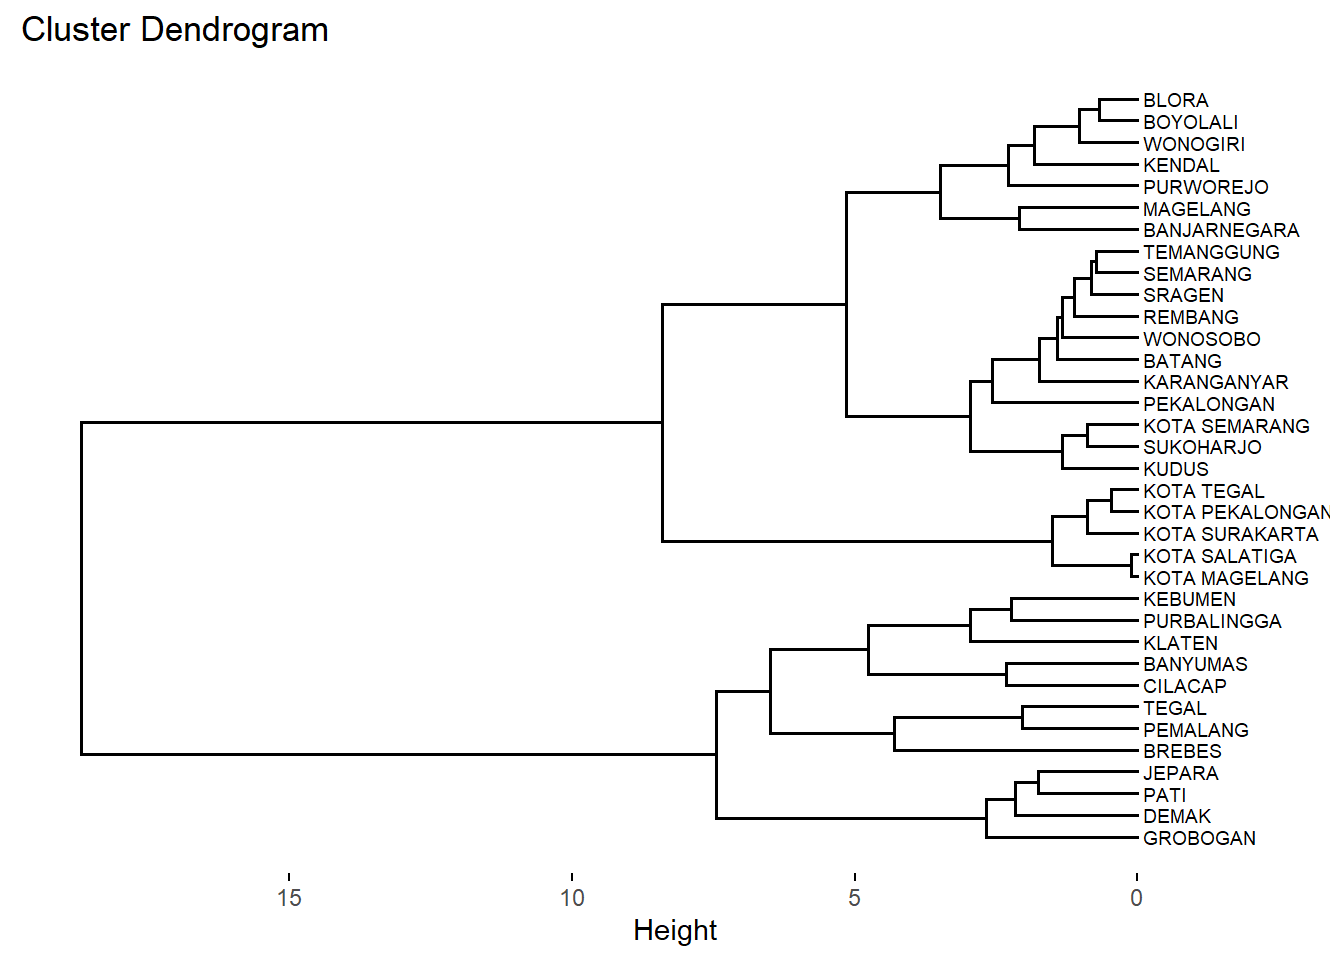 Cluster Dendrogram
BLORA
BOYOLALI
WONOGIRI
KENDAL
PURWOREJO
MAGELANG
BANJARNEGARA
TEMANGGUNG
SEMARANG
SRAGEN
REMBANG
WONOSOBO
BATANG
KARANGANYAR
PEKALONGAN
KOTA SEMARANG
SUKOHARJO
KUDUS
KOTA TEGAL
KOTA PEKALONGAN
KOTA SURAKARTA
KOTA SALATIGA
KOTA MAGELANG
KEBUMEN
PURBALINGGA
KLATEN
BANYUMAS
CILACAP
TEGAL
PEMALANG
BREBES
JEPARA
PATI
DEMAK
GROBOGAN
15 10 5 0
Height